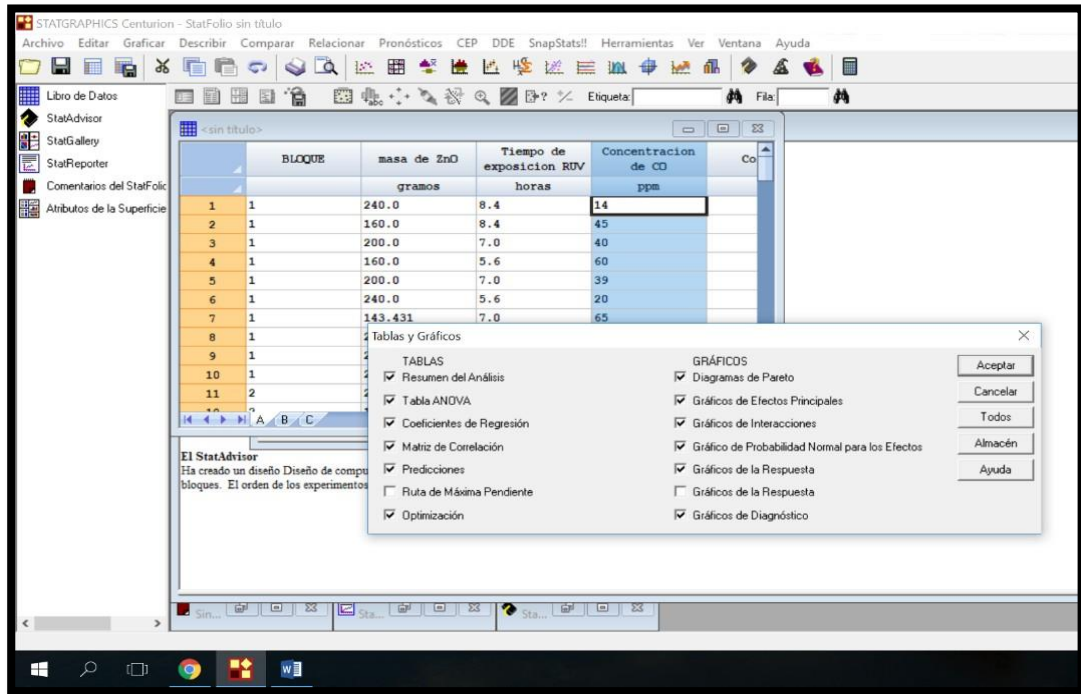 STATGRAPHICS Centurion - StatFolio sin título
Archivo Editar Graficar Describir Comparar Relacionar Pronósticos CEP DDE SnapStats!! Herramientas Ver Ventana Ayuda
Etiqueta: Fila:
Libro de Datos
StatAdvisor
StatGallery
StatReporter
Comentarios del StatFolic
Atributos de la Superficie
<sin título>
BLOQUE masa de ZnO Tiempo de exposicion RUV Concentracion de CO Co
gramos horas ppm
1 1 240.0 8.4 14
2 1 160.0 8.4 45
3 1 200.0 7.0 40
4 1 160.0 5.6 60
5 1 200.0 7.0 39
6 1 240.0 5.6 20
7 1 143.431 7.0 65
8 1 2
9 1 2
10 1 2
11 2 2
A B C
El StatAdvisor
Ha creado un diseño Diseño de compu
bloques. El orden de los experimentos
Tablas y Gráficos
TABLAS
Resumen del Análisis
Tabla ANOVA
Coeficientes de Regresión
Matriz de Correlación
Predicciones
Ruta de Máxima Pendiente
Optimización
GRÁFICOS
Diagramas de Pareto
Gráficos de Efectos Principales
Gráficos de Interacciones
Gráfico de Probabilidad Normal para los Efectos
Gráficos de la Respuesta
Gráficos de la Respuesta
Gráficos de Diagnóstico
Aceptar
Cancelar
Todos
Almacén
Ayuda
Sin... Sta... Sta...